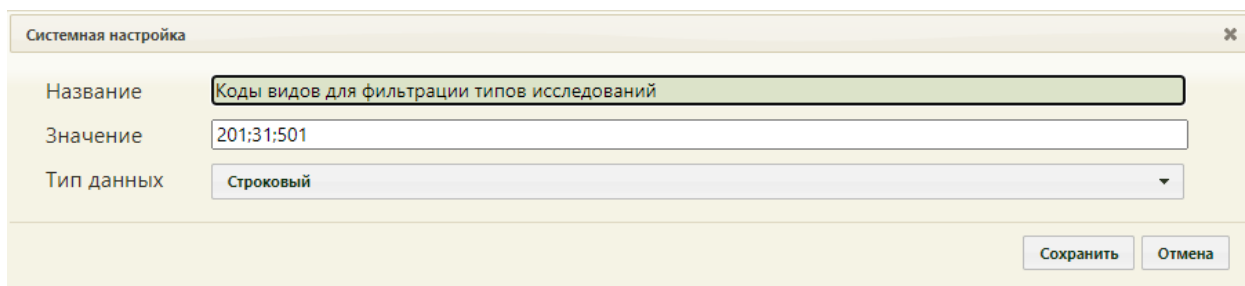 Системная настройка
Название Коды видов для фильтрации типов исследований
Значение 201;31;501
Тип данных Строковый
Сохранить Отмена